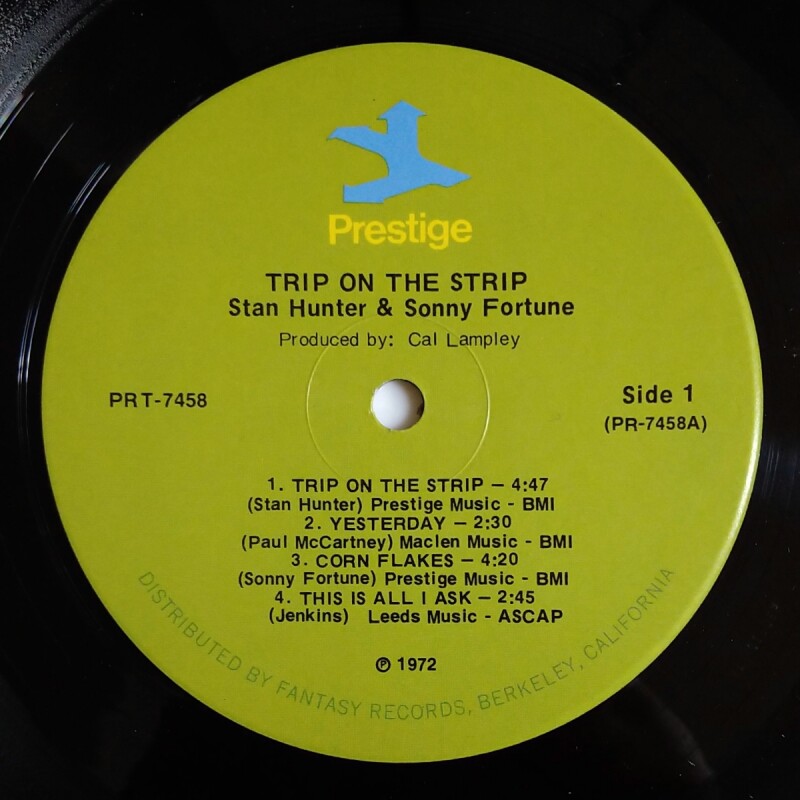 Prestige
TRIP ON THE STRIP
Stan Hunter & Sonny Fortune
Produced by: Cal Lampley
PRT-7458
Side 1
(PR-7458A)
1. TRIP ON THE STRIP — 4:47
(Stan Hunter) Prestige Music - BMI
2. YESTERDAY — 2:30
(Paul McCartney) Maclen Music - BMI
3. CORN FLAKES — 4:20
(Sonny Fortune) Prestige Music - BMI
4. THIS IS ALL I ASK — 2:45
(Jenkins) Leeds Music - ASCAP
℗ 1972
DISTRIBUTED BY FANTASY RECORDS, BERKELEY, CALIFORNIA